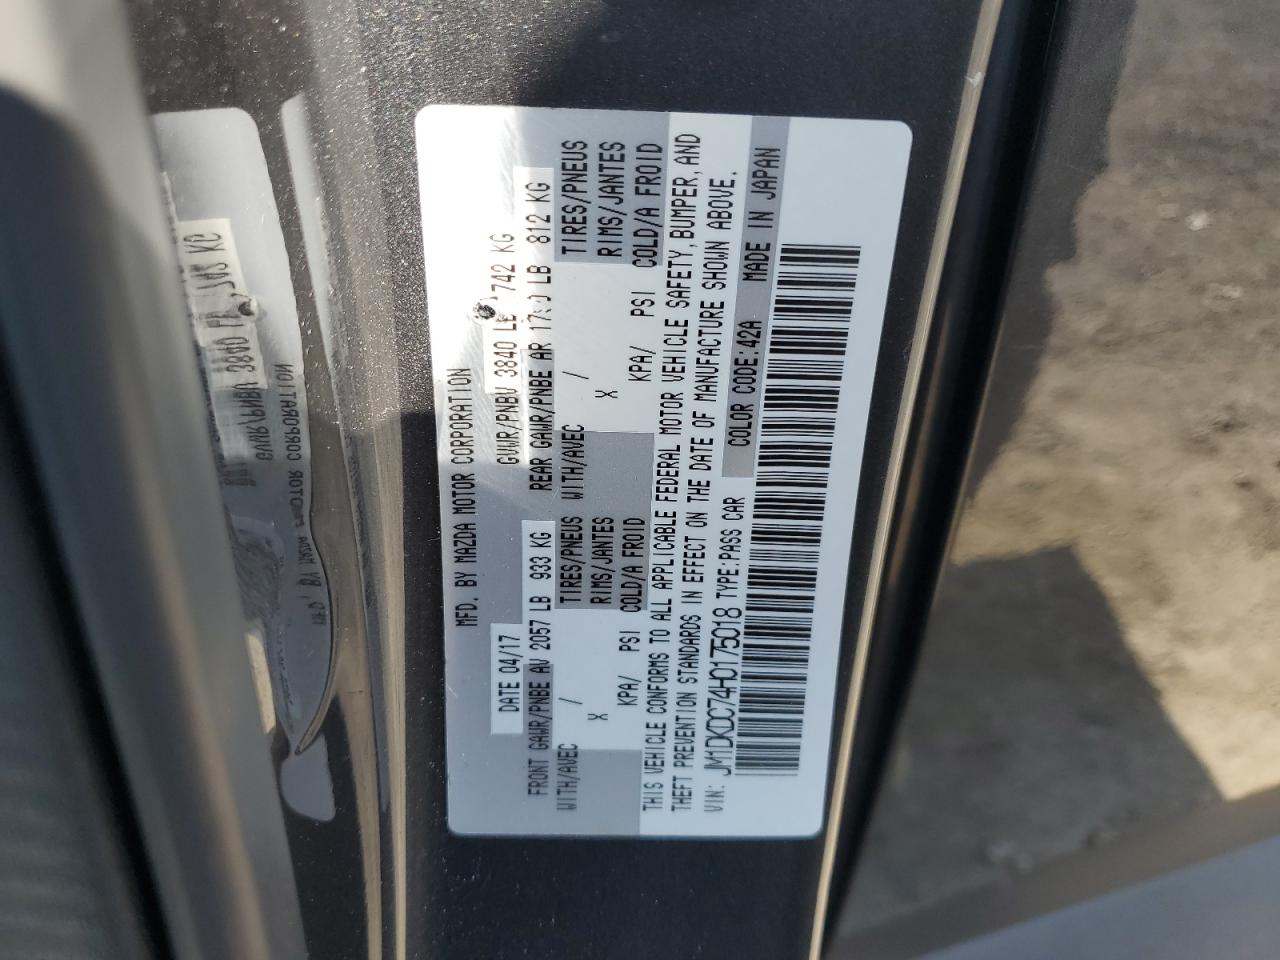 MFD. BY MAZDA MOTOR CORPORATION
DATE 04/17 GVWR/PNBV 3840 742 KG
FRONT GAWR/PNBE AV 2057 LB 933 KG REAR GAWR/PNBE AR LB 812 KG
WITH/AVEC / TIRES/PNEUS WITH/AVEC / TIRES/PNEUS
X RIMS/JANTES X RIMS/JANTES
KPA/ PSI COLD/A FROID KPA/ PSI COLD/A FROID
THIS VEHICLE CONFORMS TO ALL APPLICABLE FEDERAL MOTOR VEHICLE SAFETY, BUMPER, AND
THEFT PREVENTION STANDARDS IN EFFECT ON THE DATE OF MANUFACTURE SHOWN ABOVE.
VIN: JM1DKDC74H0175018 TYPE:PASS CAR COLOR CODE:42A MADE IN JAPAN